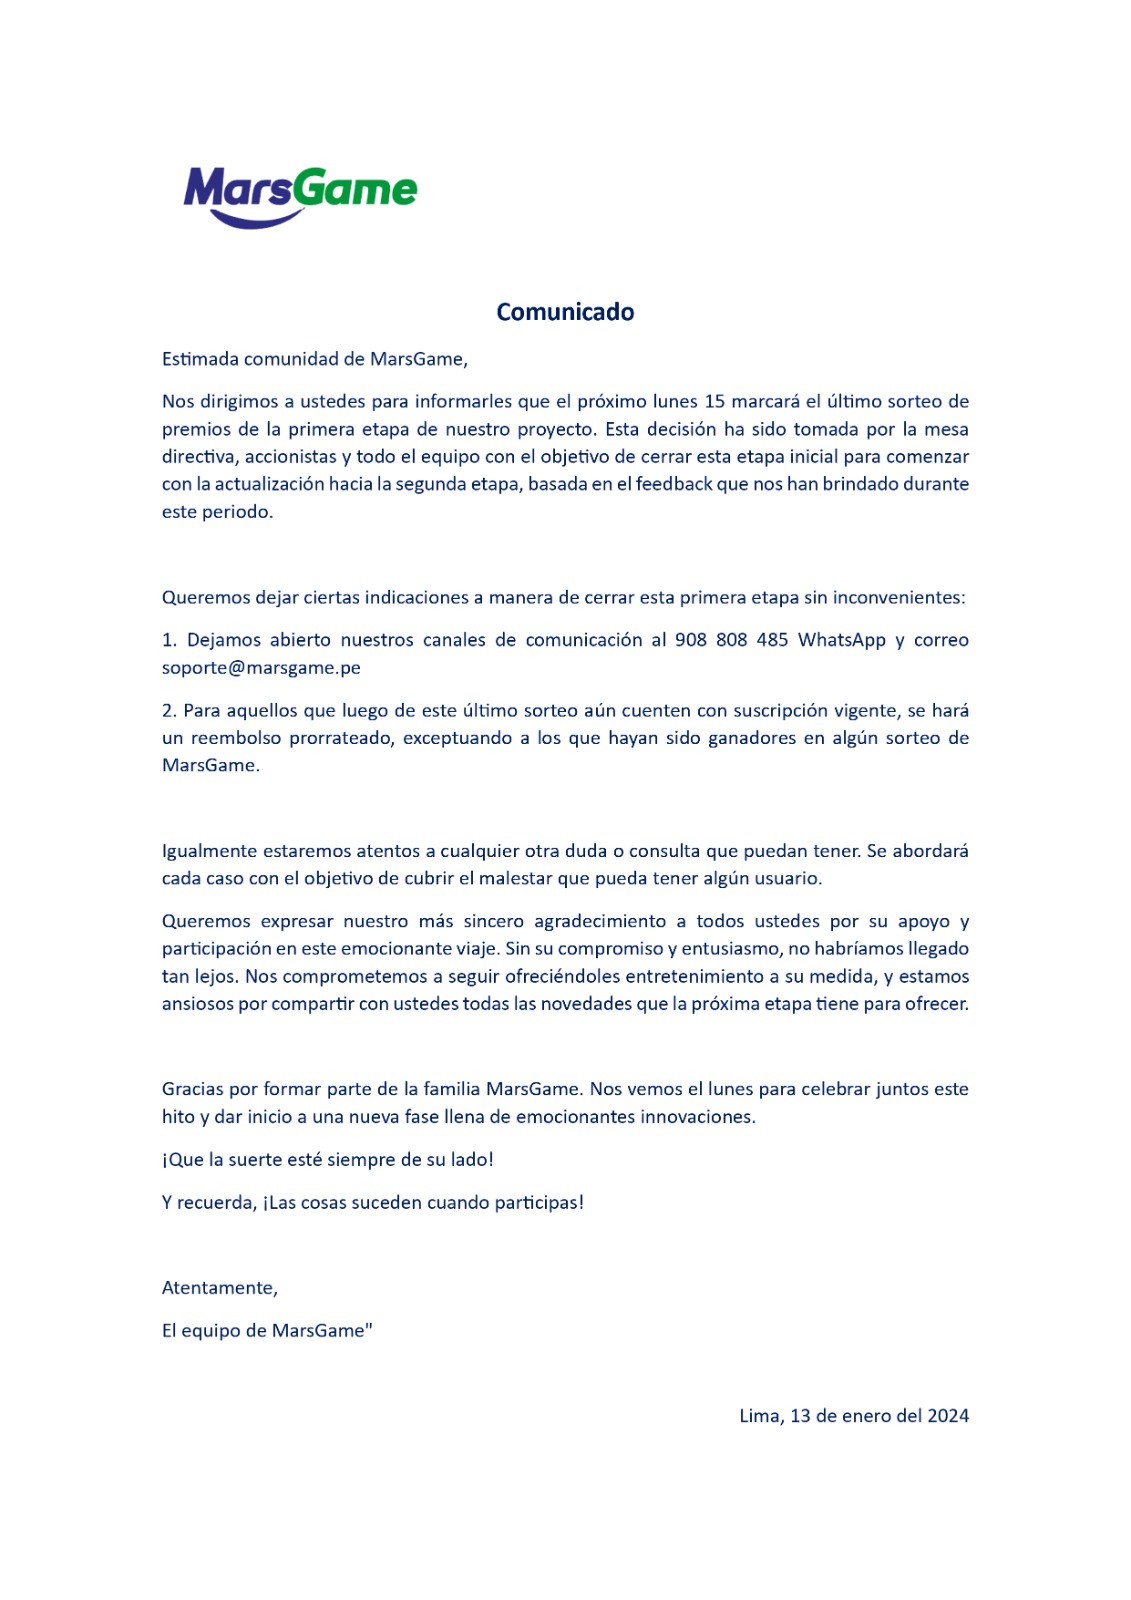 MarsGame
Comunicado
Estimada comunidad de MarsGame,
Nos dirigimos a ustedes para informarles que el próximo lunes 15 marcará el último sorteo de
premios de la primera etapa de nuestro proyecto. Esta decisión ha sido tomada por la mesa
directiva, accionistas y todo el equipo con el objetivo de cerrar esta etapa inicial para comenzar
con la actualización hacia la segunda etapa, basada en el feedback que nos han brindado durante
este periodo.
Queremos dejar ciertas indicaciones a manera de cerrar esta primera etapa sin inconvenientes:
1. Dejamos abierto nuestros canales de comunicación al 908 808 485 WhatsApp y correo
soporte@marsgame.pe
2. Para aquellos que luego de este último sorteo aún cuenten con suscripción vigente, se hará
un reembolso prorrateado, exceptuando a los que hayan sido ganadores en algún sorteo de
MarsGame.
Igualmente estaremos atentos a cualquier otra duda o consulta que puedan tener. Se abordará
cada caso con el objetivo de cubrir el malestar que pueda tener algún usuario.
Queremos expresar nuestro más sincero agradecimiento a todos ustedes por su apoyo y
participación en este emocionante viaje. Sin su compromiso y entusiasmo, no habríamos llegado
tan lejos. Nos comprometemos a seguir ofreciéndoles entretenimiento a su medida, y estamos
ansiosos por compartir con ustedes todas las novedades que la próxima etapa tiene para ofrecer.
Gracias por formar parte de la familia MarsGame. Nos vemos el lunes para celebrar juntos este
hito y dar inicio a una nueva fase llena de emocionantes innovaciones.
¡Que la suerte esté siempre de su lado!
Y recuerda, ¡Las cosas suceden cuando participas!
Atentamente,
El equipo de MarsGame"
Lima, 13 de enero del 2024